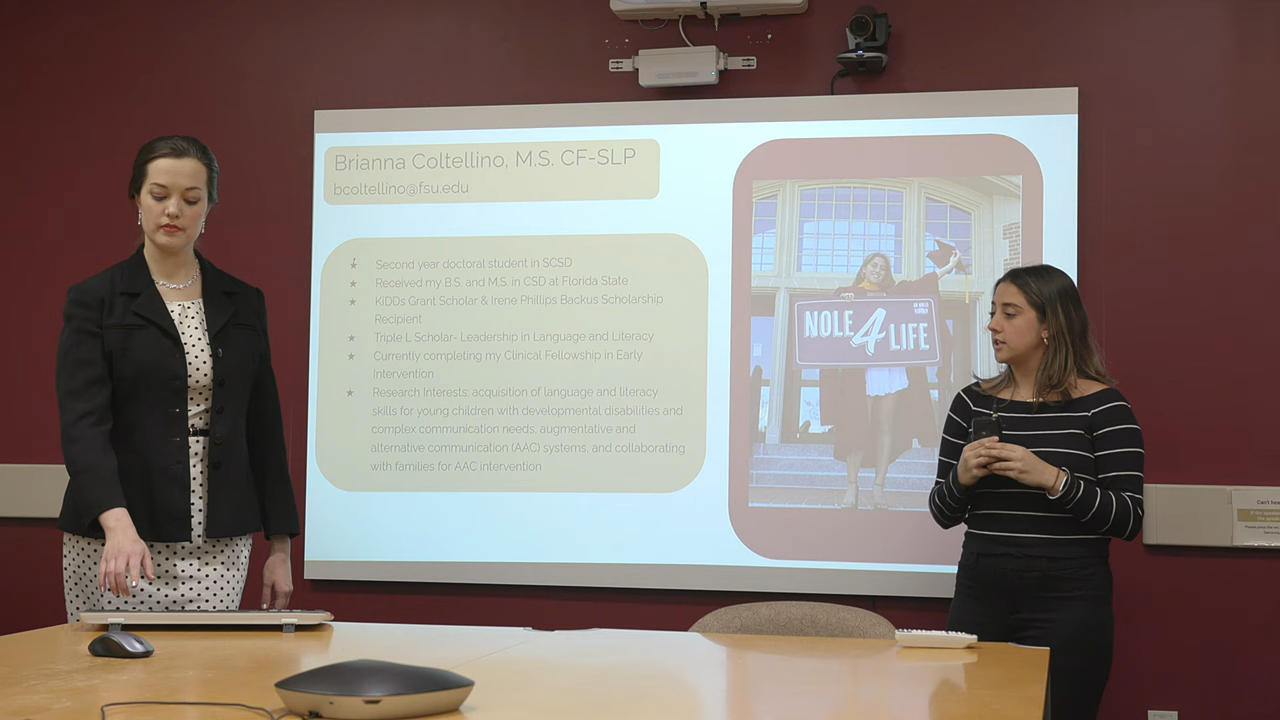 Brianna Coltellino, M.S. CF-SLP
bcoltellino@fsu.edu
Second year doctoral student in SCSD
Received my B.S. and M.S. in CSD at Florida State
KIDDs Grant Scholar & Irene Phillips Backus Scholarship
Recipient
Triple L Scholar- Leadership in Language and Literacy
Currently completing my Clinical Fellowship in Early
Intervention
Research Interests: acquisition of language and literacy
skills for young children with developmental disabilities and
complex communication needs, augmentative and
alternative communication (AAC) systems, and collaborating
with families for AAC intervention
NOLE 4 LIFE
Can't hea